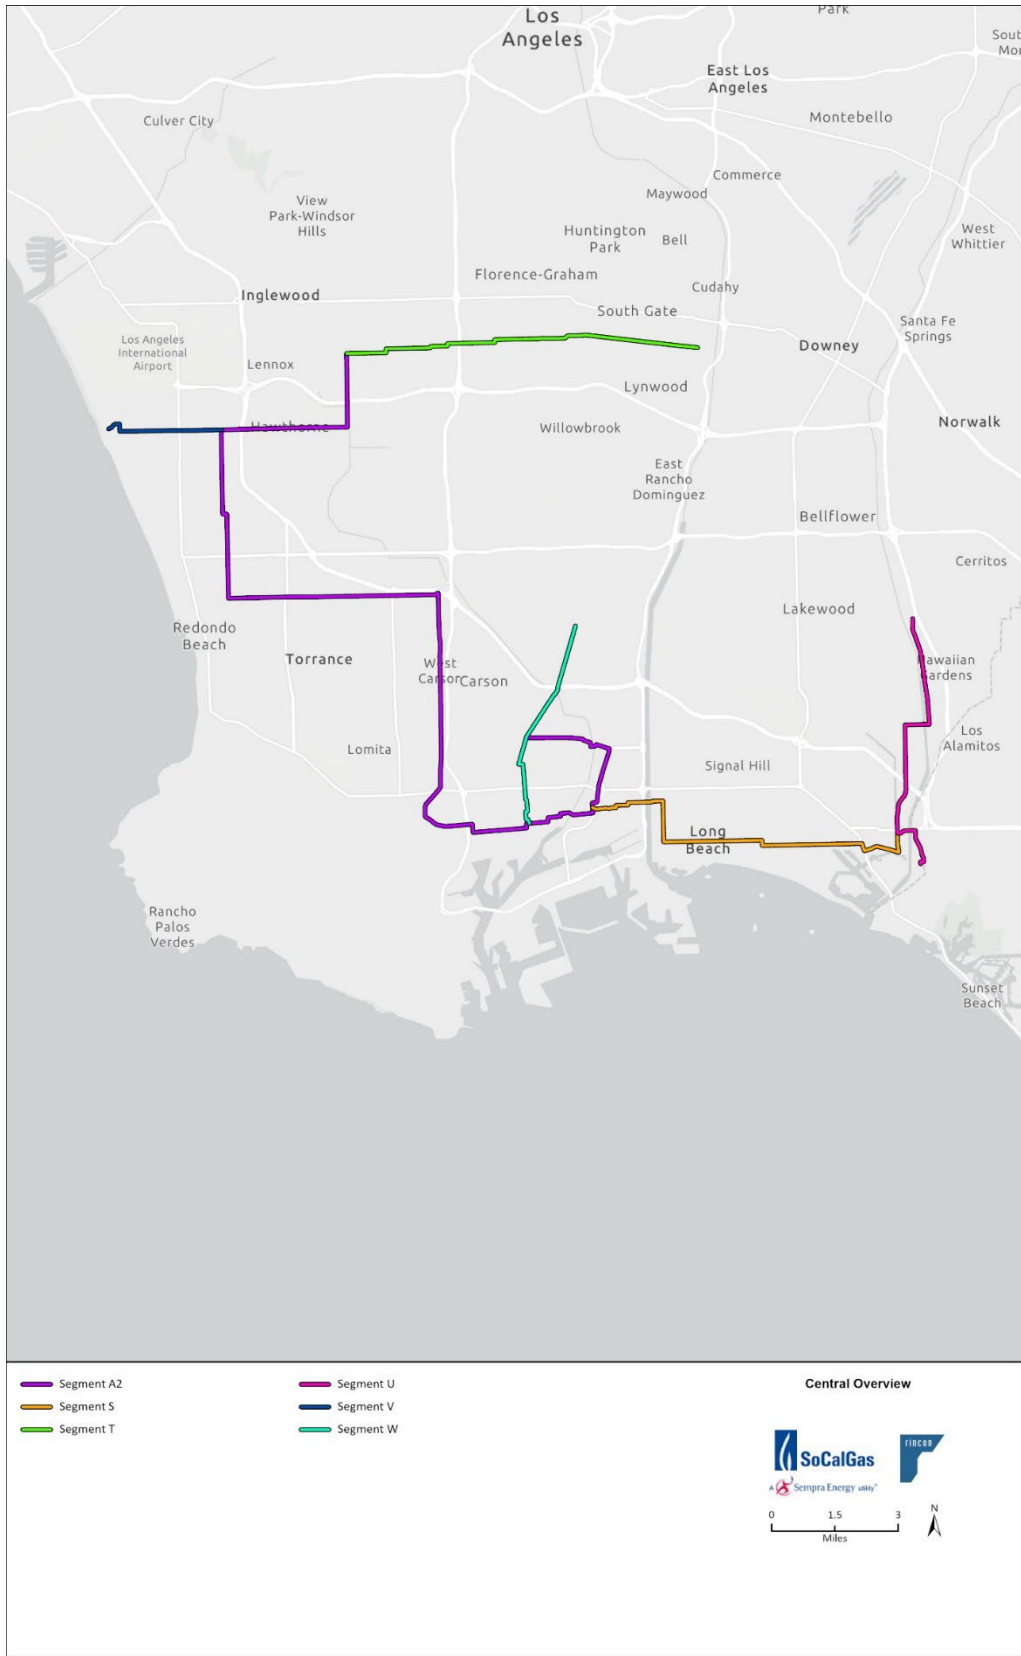 Los
Angeles
Park
East Los
Angeles
Culver City
Montebello
Commerce
Maywood
View
Park-Windsor
Hills
Huntington
Park
Bell
West
Whittier
Florence-Graham
Cudahy
Inglewood
South Gate
Santa Fe
Springs
Los Angeles
International
Airport
Lennox
Downey
Lynwood
Hawthorne
Willowbrook
Norwalk
East
Rancho
Dominguez
Bellflower
Cerritos
Lakewood
Redondo
Beach
Torrance
West
Carson
Carson
Hawaiian
Gardens
Los
Alamitos
Lomita
Signal Hill
Long
Beach
Rancho
Palos
Verdes
Sunset
Beach
Segment A2
Segment S
Segment T
Segment U
Segment V
Segment W
Central Overview
SoCalGas
A Sempra Energy utility
rincon
0 1.5 3
Miles
N